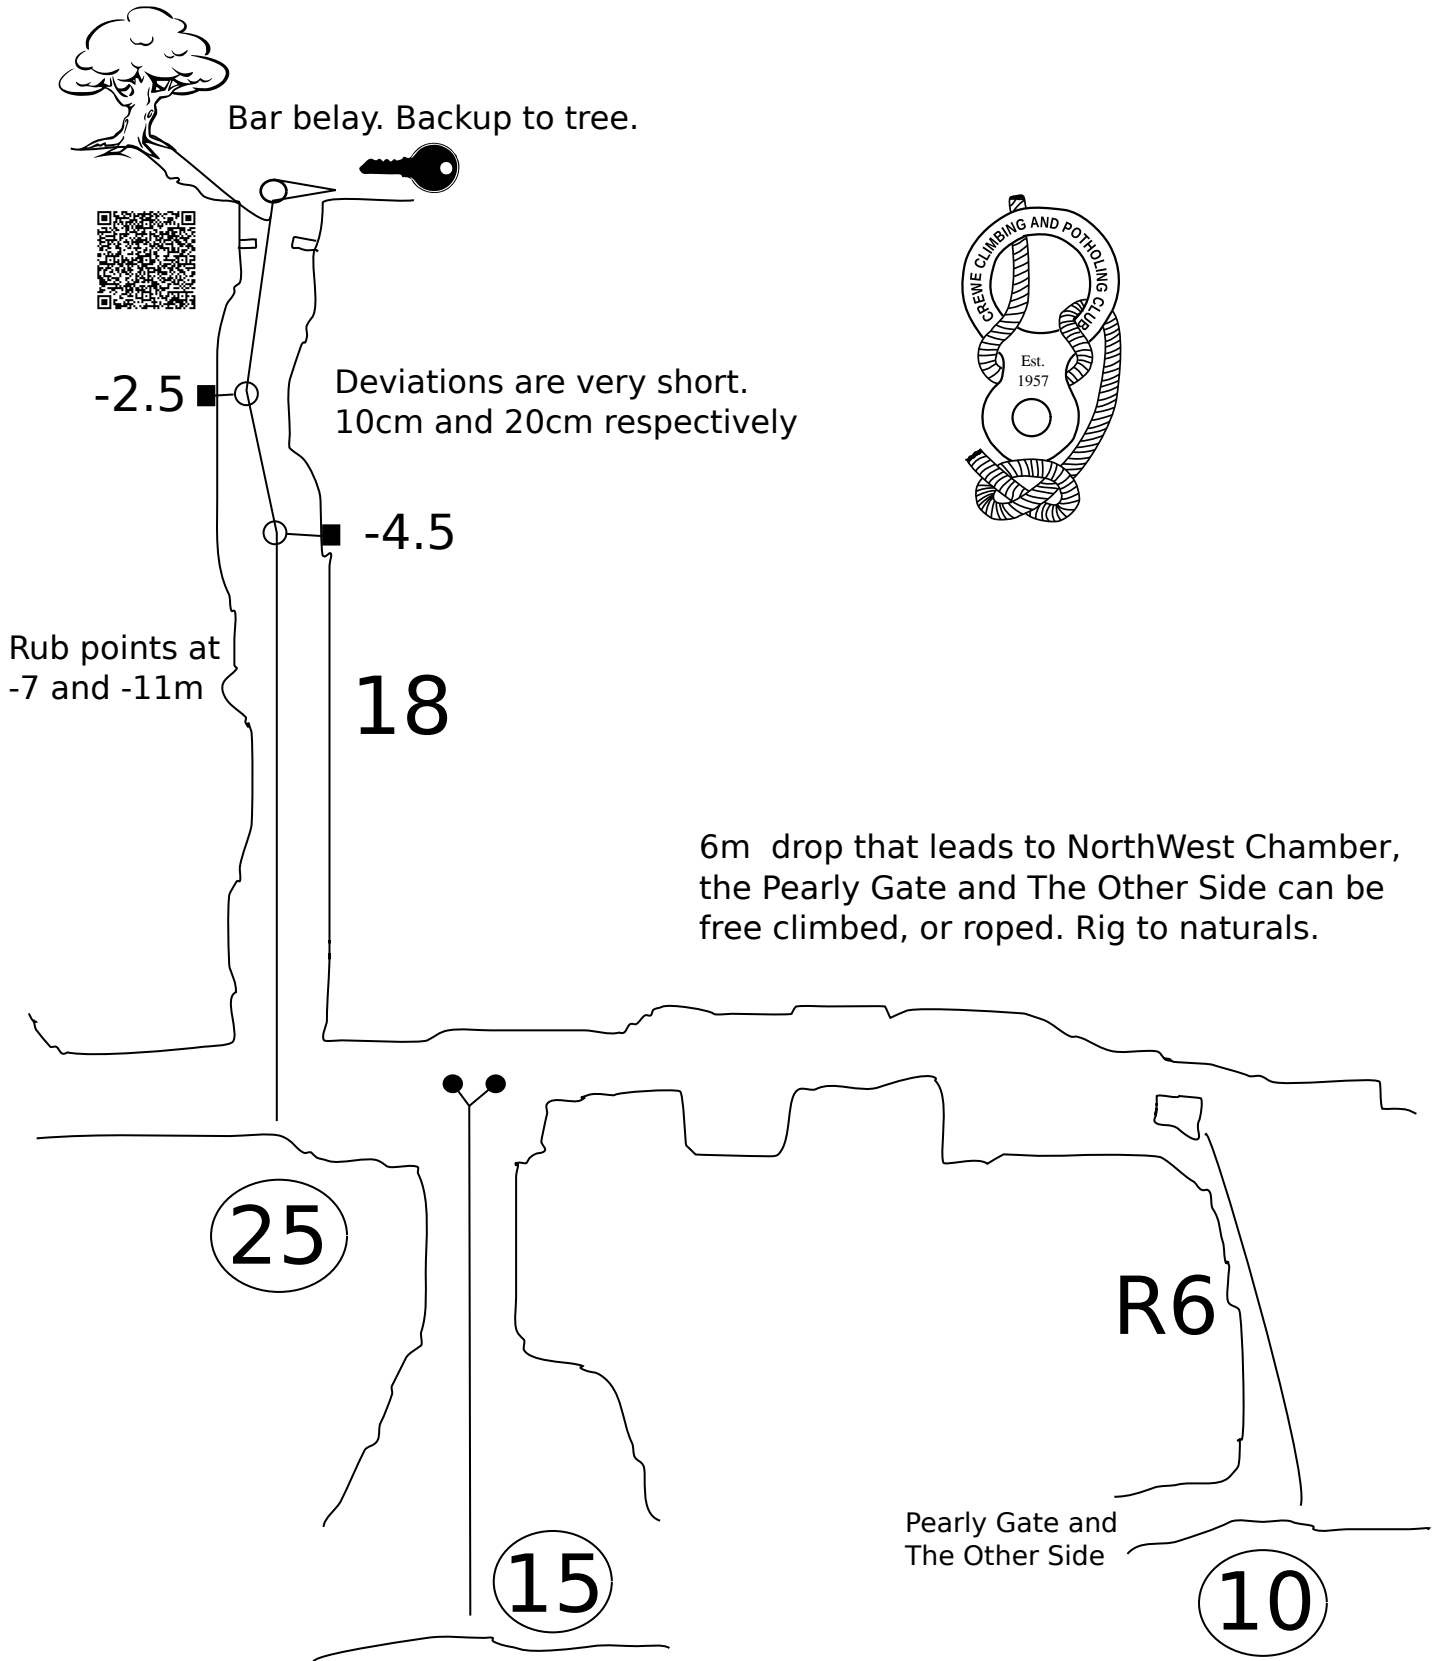 Bar belay. Backup to tree.
CREWE CLIMBING AND POTHOLING CLUB
Est.
1957
-2.5
Deviations are very short.
10cm and 20cm respectively
-4.5
Rub points at
-7 and -11m
18
6m  drop that leads to NorthWest Chamber,
the Pearly Gate and The Other Side can be
free climbed, or roped. Rig to naturals.
25
R6
Pearly Gate and
The Other Side
15
10